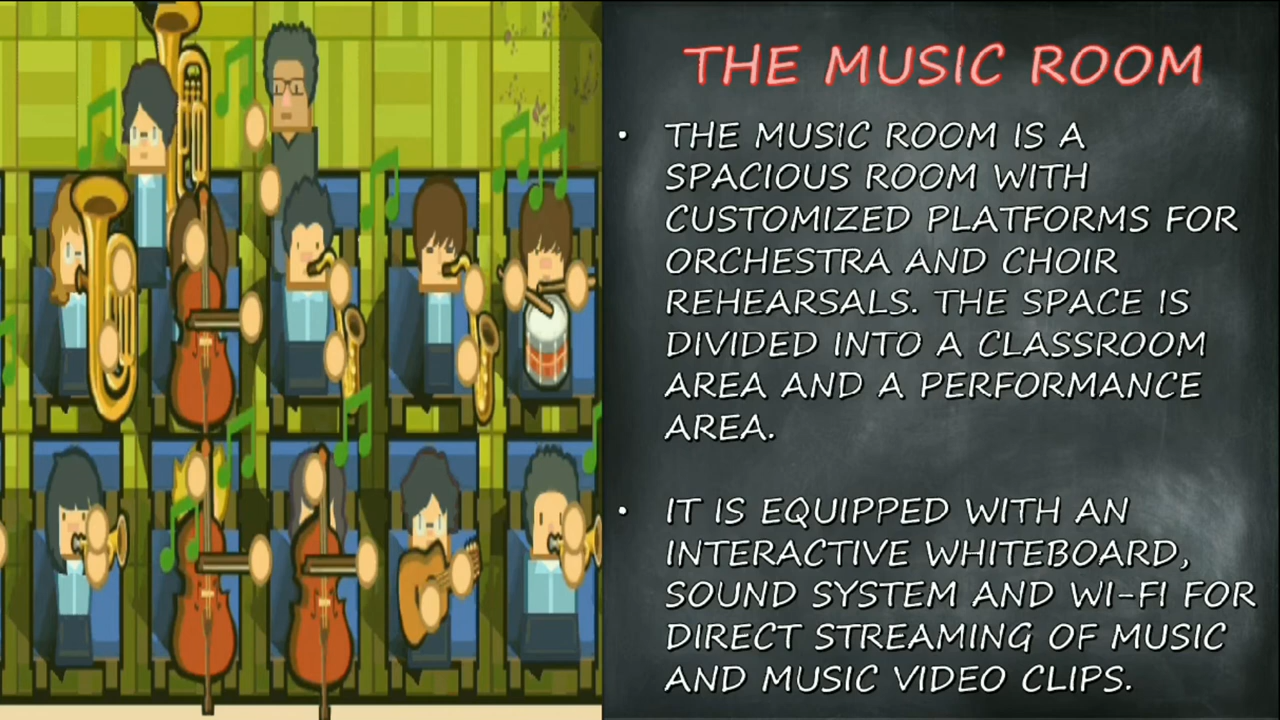 THE MUSIC ROOM
• THE MUSIC ROOM IS A
SPACIOUS ROOM WITH
CUSTOMIZED PLATFORMS FOR
ORCHESTRA AND CHOIR
REHEARSALS. THE SPACE IS
DIVIDED INTO A CLASSROOM
AREA AND A PERFORMANCE
AREA.
• IT IS EQUIPPED WITH AN
INTERACTIVE WHITEBOARD,
SOUND SYSTEM AND WI-FI FOR
DIRECT STREAMING OF MUSIC
AND MUSIC VIDEO CLIPS.